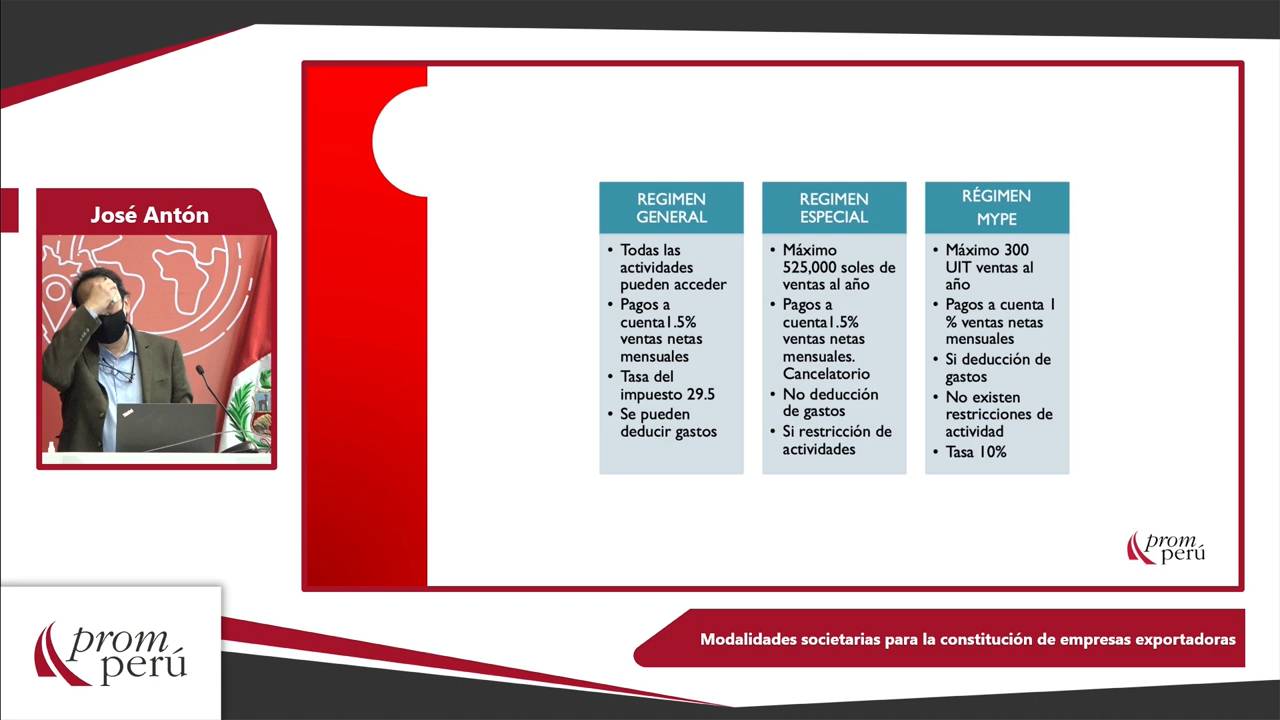 José Antón
REGIMEN
GENERAL
• Todas las
actividades
pueden acceder
• Pagos a
cuenta1.5%
ventas netas
mensuales
• Tasa del
impuesto 29.5
• Se pueden
deducir gastos
REGIMEN
ESPECIAL
• Máximo
525,000 soles de
ventas al año
• Pagos a
cuenta1.5%
ventas netas
mensuales.
Cancelatorio
• No deducción
de gastos
• Si restricción de
actividades
RÉGIMEN
MYPE
• Máximo 300
UIT ventas al
año
• Pagos a cuenta 1
% ventas netas
mensuales
• Si deducción de
gastos
• No existen
restricciones de
actividad
• Tasa 10%
prom
perú
Modalidades societarias para la constitución de empresas exportadoras
prom
perú